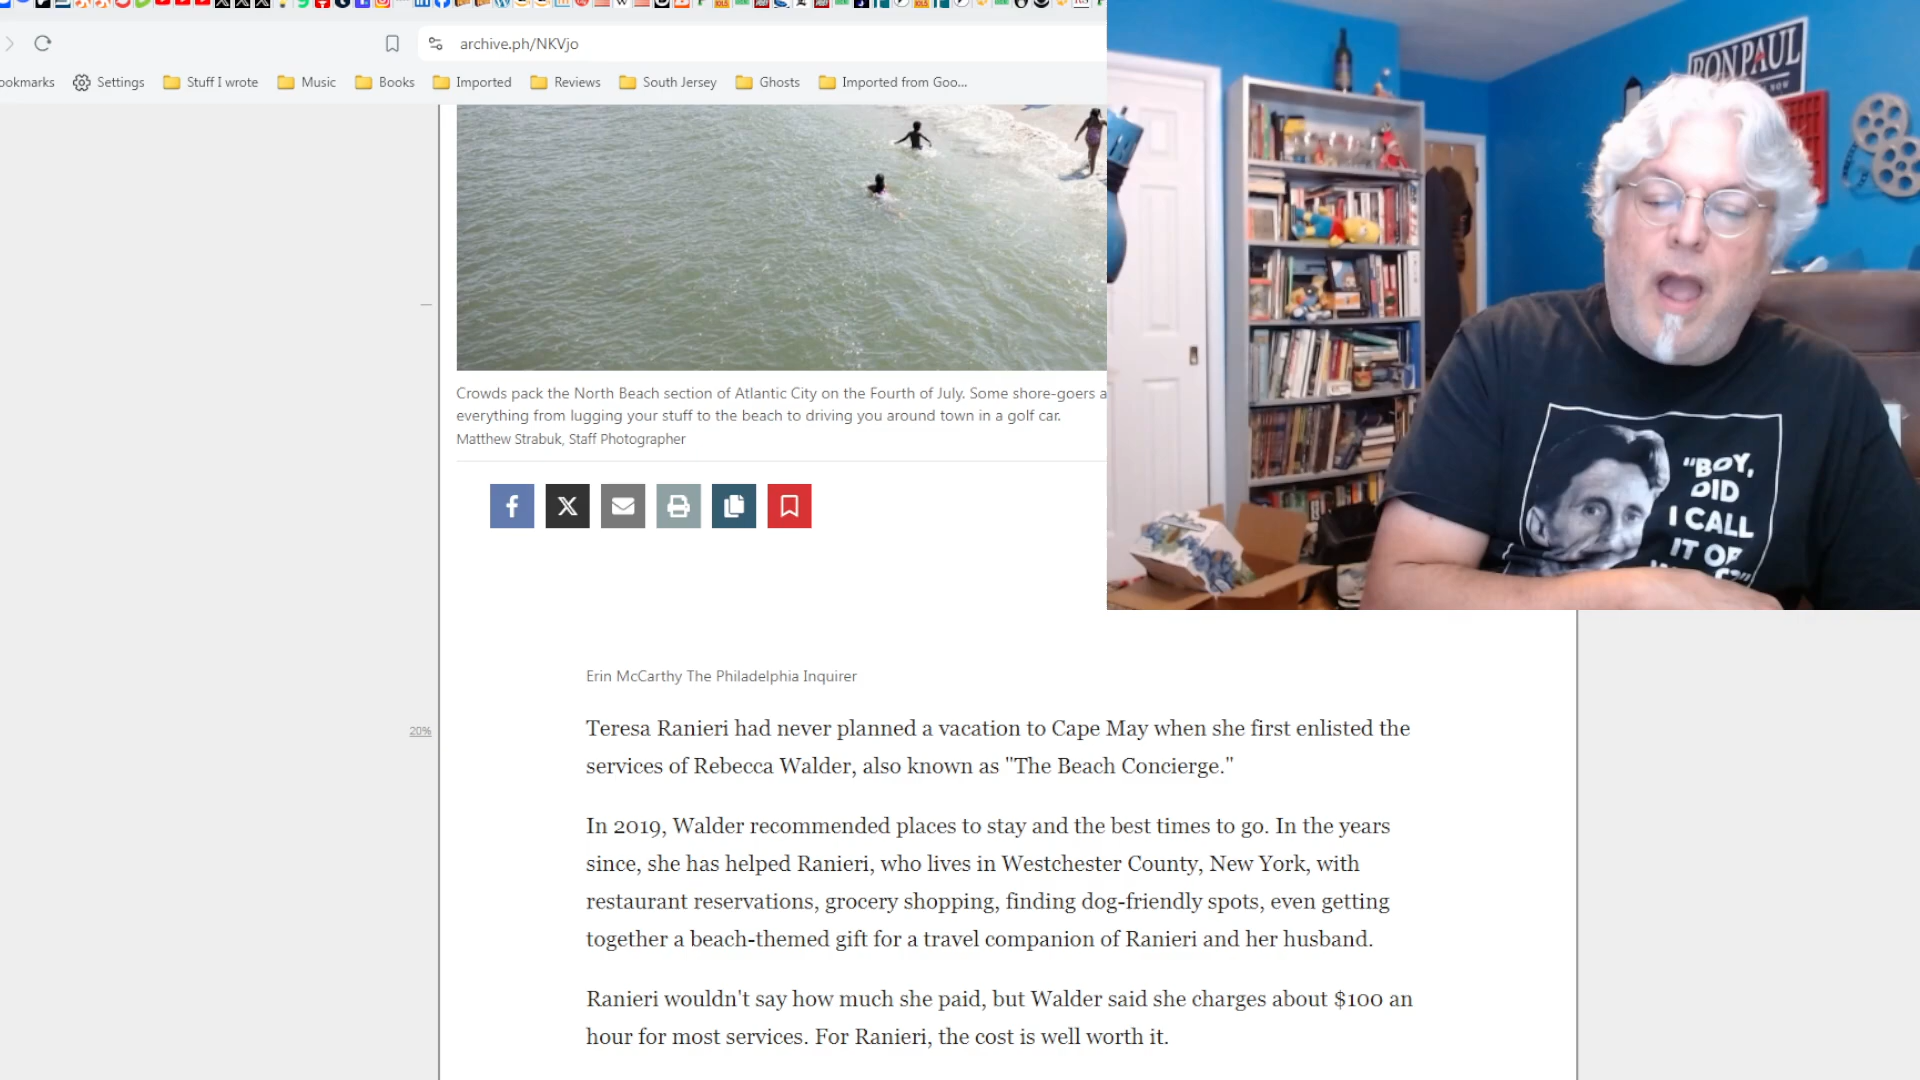 archive.ph/NKVjo
ookmarks Settings Stuff I wrote Music Books Imported Reviews South Jersey Ghosts Imported from Goo...
RON PAUL
NOW
Crowds pack the North Beach section of Atlantic City on the Fourth of July. Some shore-goers a
everything from lugging your stuff to the beach to driving you around town in a golf car.
Matthew Strabuk, Staff Photographer
"BOY,
DID
I CALL
IT OR
20%
Erin McCarthy The Philadelphia Inquirer
Teresa Ranieri had never planned a vacation to Cape May when she first enlisted the
services of Rebecca Walder, also known as "The Beach Concierge."
In 2019, Walder recommended places to stay and the best times to go. In the years
since, she has helped Ranieri, who lives in Westchester County, New York, with
restaurant reservations, grocery shopping, finding dog-friendly spots, even getting
together a beach-themed gift for a travel companion of Ranieri and her husband.
Ranieri wouldn't say how much she paid, but Walder said she charges about $100 an
hour for most services. For Ranieri, the cost is well worth it.